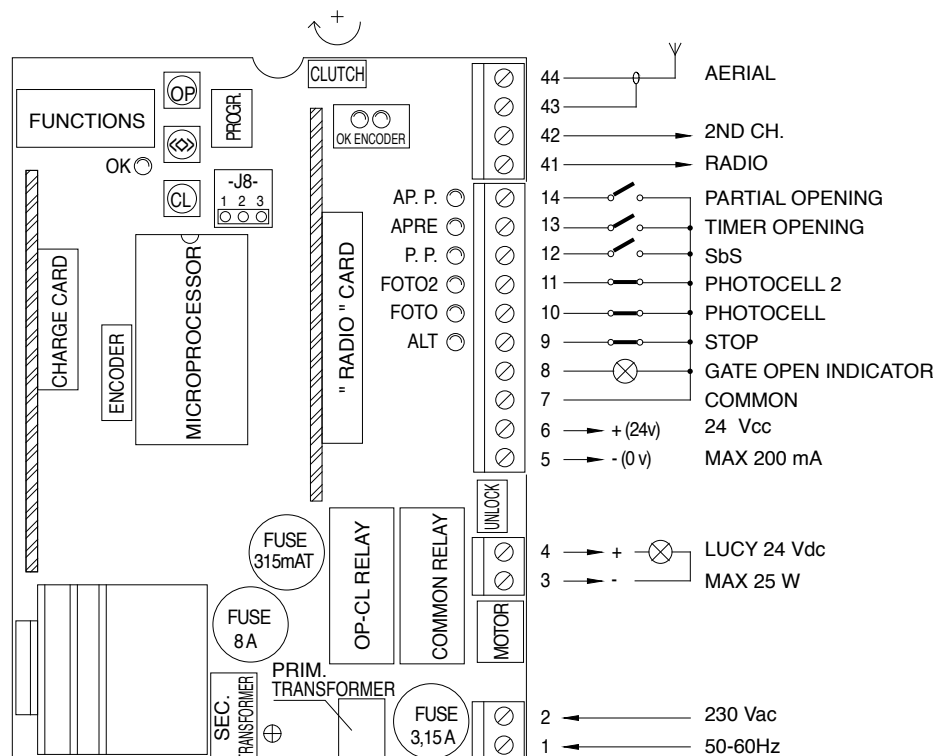 +
CLUTCH
FUNCTIONS
OP
PROGR.
OK ENCODER
OK
CL
-J8-
1 2 3
CHARGE CARD
ENCODER
MICROPROCESSOR
" RADIO " CARD
AP. P.
APRE
P. P.
FOTO2
FOTO
ALT
44 AERIAL
43
42 2ND CH.
41 RADIO
14 PARTIAL OPENING
13 TIMER OPENING
12 SbS
11 PHOTOCELL 2
10 PHOTOCELL
9 STOP
8 GATE OPEN INDICATOR
7 COMMON
6 + (24v) 24 Vcc
5 - (0 v) MAX 200 mA
UNLOCK
FUSE
315mAT
OP-CL RELAY
COMMON RELAY
4 + LUCY 24 Vdc
3 - MAX 25 W
FUSE
8 A
MOTOR
PRIM.
TRANSFORMER
SEC.
TRANSFORMER
FUSE
3,15 A
2 230 Vac
1 50-60Hz